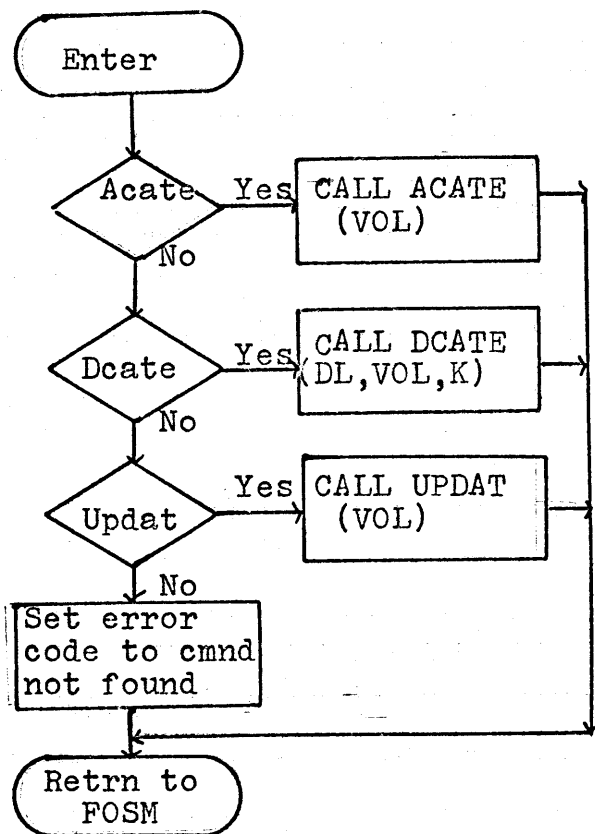 Enter
Acate
Yes
CALL ACATE
(VOL)
No
Dcate
Yes
CALL DCATE
(DL,VOL,K)
No
Updat
Yes
CALL UPDAT
(VOL)
No
Set error
code to cmnd
not found
Retrn to
FOSM